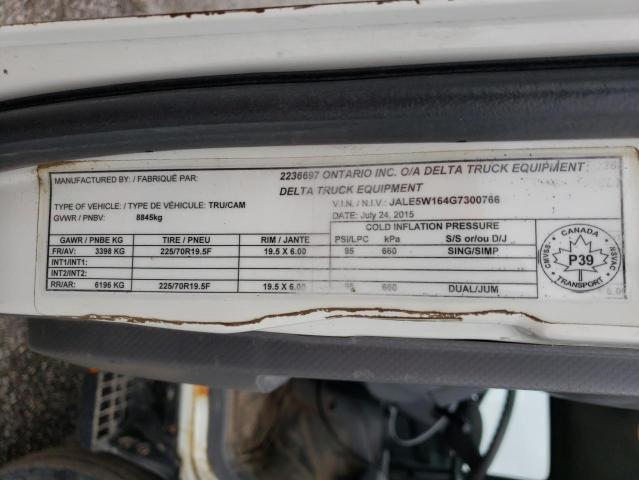 MANUFACTURED BY: / FABRIQUÉ PAR: 2236697 ONTARIO INC. O/A DELTA TRUCK EQUIPMENT
DELTA TRUCK EQUIPMENT
TYPE OF VEHICLE: / TYPE DE VÉHICULE: TRU/CAM V.I.N. / N.I.V.: JALE5W164G7300766
GVWR / PNBV: 8845kg DATE: July 24, 2015
COLD INFLATION PRESSURE
GAWR / PNBE KG TIRE / PNEU RIM / JANTE PSI/LPC kPa S/S or/ou D/J
FR/AV: 3398 KG 225/70R19.5F 19.5 X 6.00 95 660 SING/SIMP
INT1/INT1:
INT2/INT2:
RR/AR: 6196 KG 225/70R19.5F 19.5 X 6.00 95 660 DUAL/JUM
CANADA
CMVSS NSVAC
P39
TRANSPORT